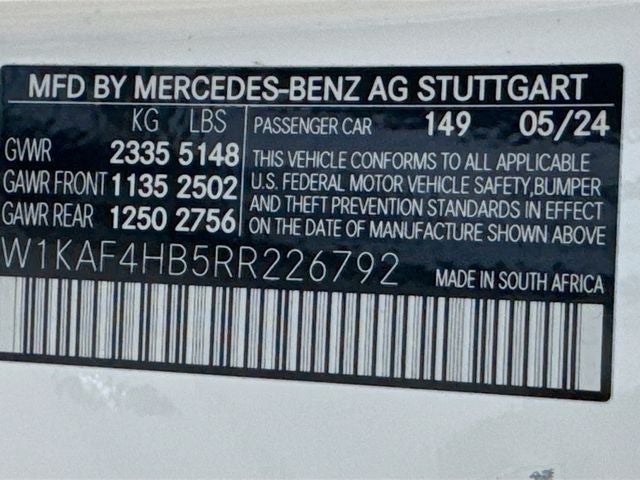 MFD BY MERCEDES-BENZ AG STUTTGART
KG LBS
GVWR 2335 5148
GAWR FRONT 1135 2502
GAWR REAR 1250 2756
PASSENGER CAR 149 05/24
THIS VEHICLE CONFORMS TO ALL APPLICABLE
U.S. FEDERAL MOTOR VEHICLE SAFETY,BUMPER
AND THEFT PREVENTION STANDARDS IN EFFECT
ON THE DATE OF MANUFACTURE SHOWN ABOVE
W1KAF4HB5RR226792
MADE IN SOUTH AFRICA